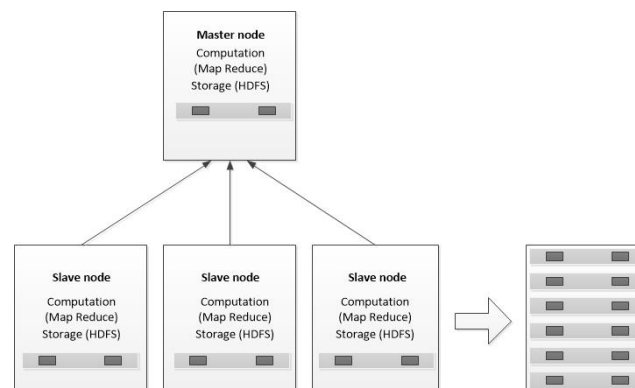 Master node
Computation
(Map Reduce)
Storage (HDFS)
Slave node
Computation
(Map Reduce)
Storage (HDFS)
Slave node
Computation
(Map Reduce)
Storage (HDFS)
Slave node
Computation
(Map Reduce)
Storage (HDFS)